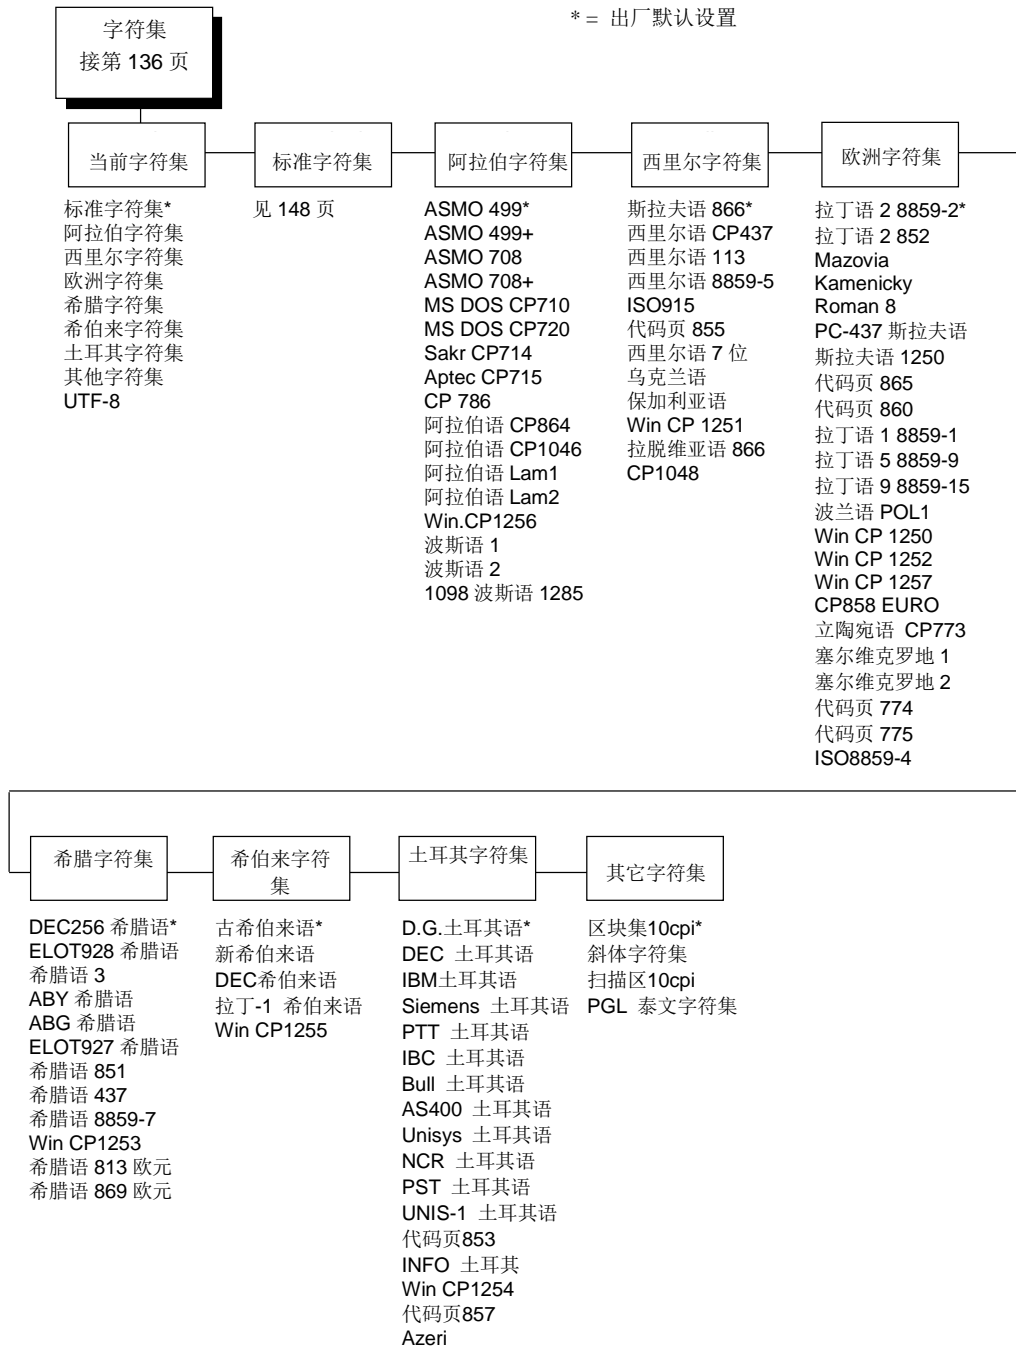 字符集
接第 136 页
* = 出厂默认设置
当前字符集
标准字符集*
阿拉伯字符集
西里尔字符集
欧洲字符集
希腊字符集
希伯来字符集
土耳其字符集
其他字符集
UTF-8
标准字符集
见 148 页
阿拉伯字符集
ASMO 499*
ASMO 499+
ASMO 708
ASMO 708+
MS DOS CP710
MS DOS CP720
Sakr CP714
Aptec CP715
CP 786
阿拉伯语 CP864
阿拉伯语 CP1046
阿拉伯语 Lam1
阿拉伯语 Lam2
Win.CP1256
波斯语 1
波斯语 2
1098 波斯语 1285
西里尔字符集
斯拉夫语 866*
西里尔语 CP437
西里尔语 113
西里尔语 8859-5
ISO915
代码页 855
西里尔语 7 位
乌克兰语
保加利亚语
Win CP 1251
拉脱维亚语 866
CP1048
欧洲字符集
拉丁语 2 8859-2*
拉丁语 2 852
Mazovia
Kamenicky
Roman 8
PC-437 斯拉夫语
斯拉夫语 1250
代码页 865
代码页 860
拉丁语 1 8859-1
拉丁语 5 8859-9
拉丁语 9 8859-15
波兰语 POL1
Win CP 1250
Win CP 1252
Win CP 1257
CP858 EURO
立陶宛语 CP773
塞尔维克罗地 1
塞尔维克罗地 2
代码页 774
代码页 775
ISO8859-4
希腊字符集
DEC256 希腊语*
ELOT928 希腊语
希腊语 3
ABY 希腊语
ABG 希腊语
ELOT927 希腊语
希腊语 851
希腊语 437
希腊语 8859-7
Win CP1253
希腊语 813 欧元
希腊语 869 欧元
希伯来字符
集
古希伯来语*
新希伯来语
DEC希伯来语
拉丁-1 希伯来语
Win CP1255
土耳其字符集
D.G.土耳其语*
DEC 土耳其语
IBM土耳其语
Siemens 土耳其语
PTT 土耳其语
IBC 土耳其语
Bull 土耳其语
AS400 土耳其语
Unisys 土耳其语
NCR 土耳其语
PST 土耳其语
UNIS-1 土耳其语
代码页853
INFO 土耳其
Win CP1254
代码页857
Azeri
其它字符集
区块集10cpi*
斜体字符集
扫描区10cpi
PGL 泰文字符集